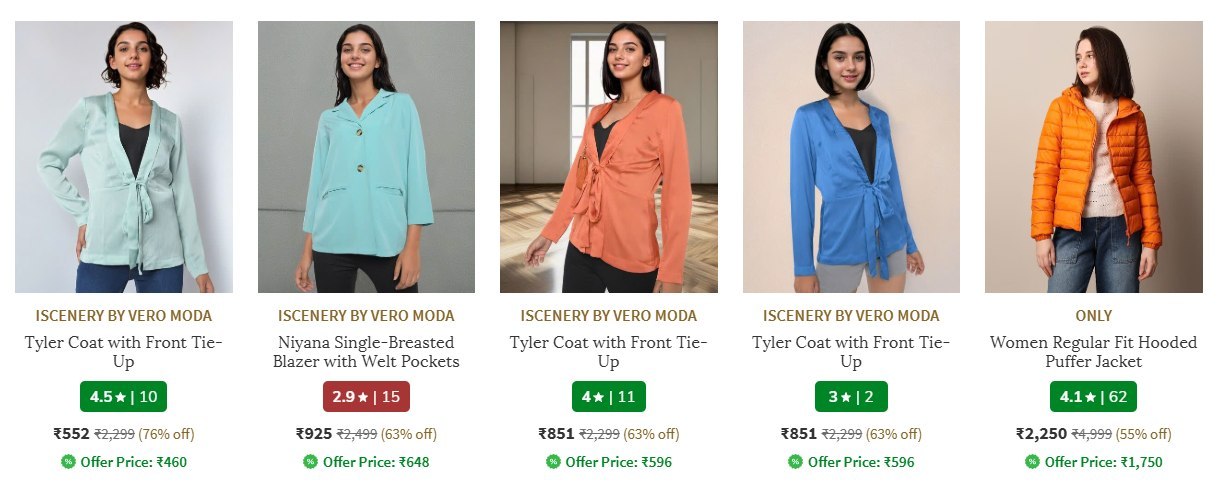 ISCENERY BY VERO MODA
Tyler Coat with Front Tie-
Up
4.5 ★ | 10
₹552 ₹2,299 (76% off)
% Offer Price: ₹460
ISCENERY BY VERO MODA
Niyana Single-Breasted
Blazer with Welt Pockets
2.9 ★ | 15
₹925 ₹2,499 (63% off)
% Offer Price: ₹648
ISCENERY BY VERO MODA
Tyler Coat with Front Tie-
Up
4 ★ | 11
₹851 ₹2,299 (63% off)
% Offer Price: ₹596
ISCENERY BY VERO MODA
Tyler Coat with Front Tie-
Up
3 ★ | 2
₹851 ₹2,299 (63% off)
% Offer Price: ₹596
ONLY
Women Regular Fit Hooded
Puffer Jacket
4.1 ★ | 62
₹2,250 ₹4,999 (55% off)
% Offer Price: ₹1,750